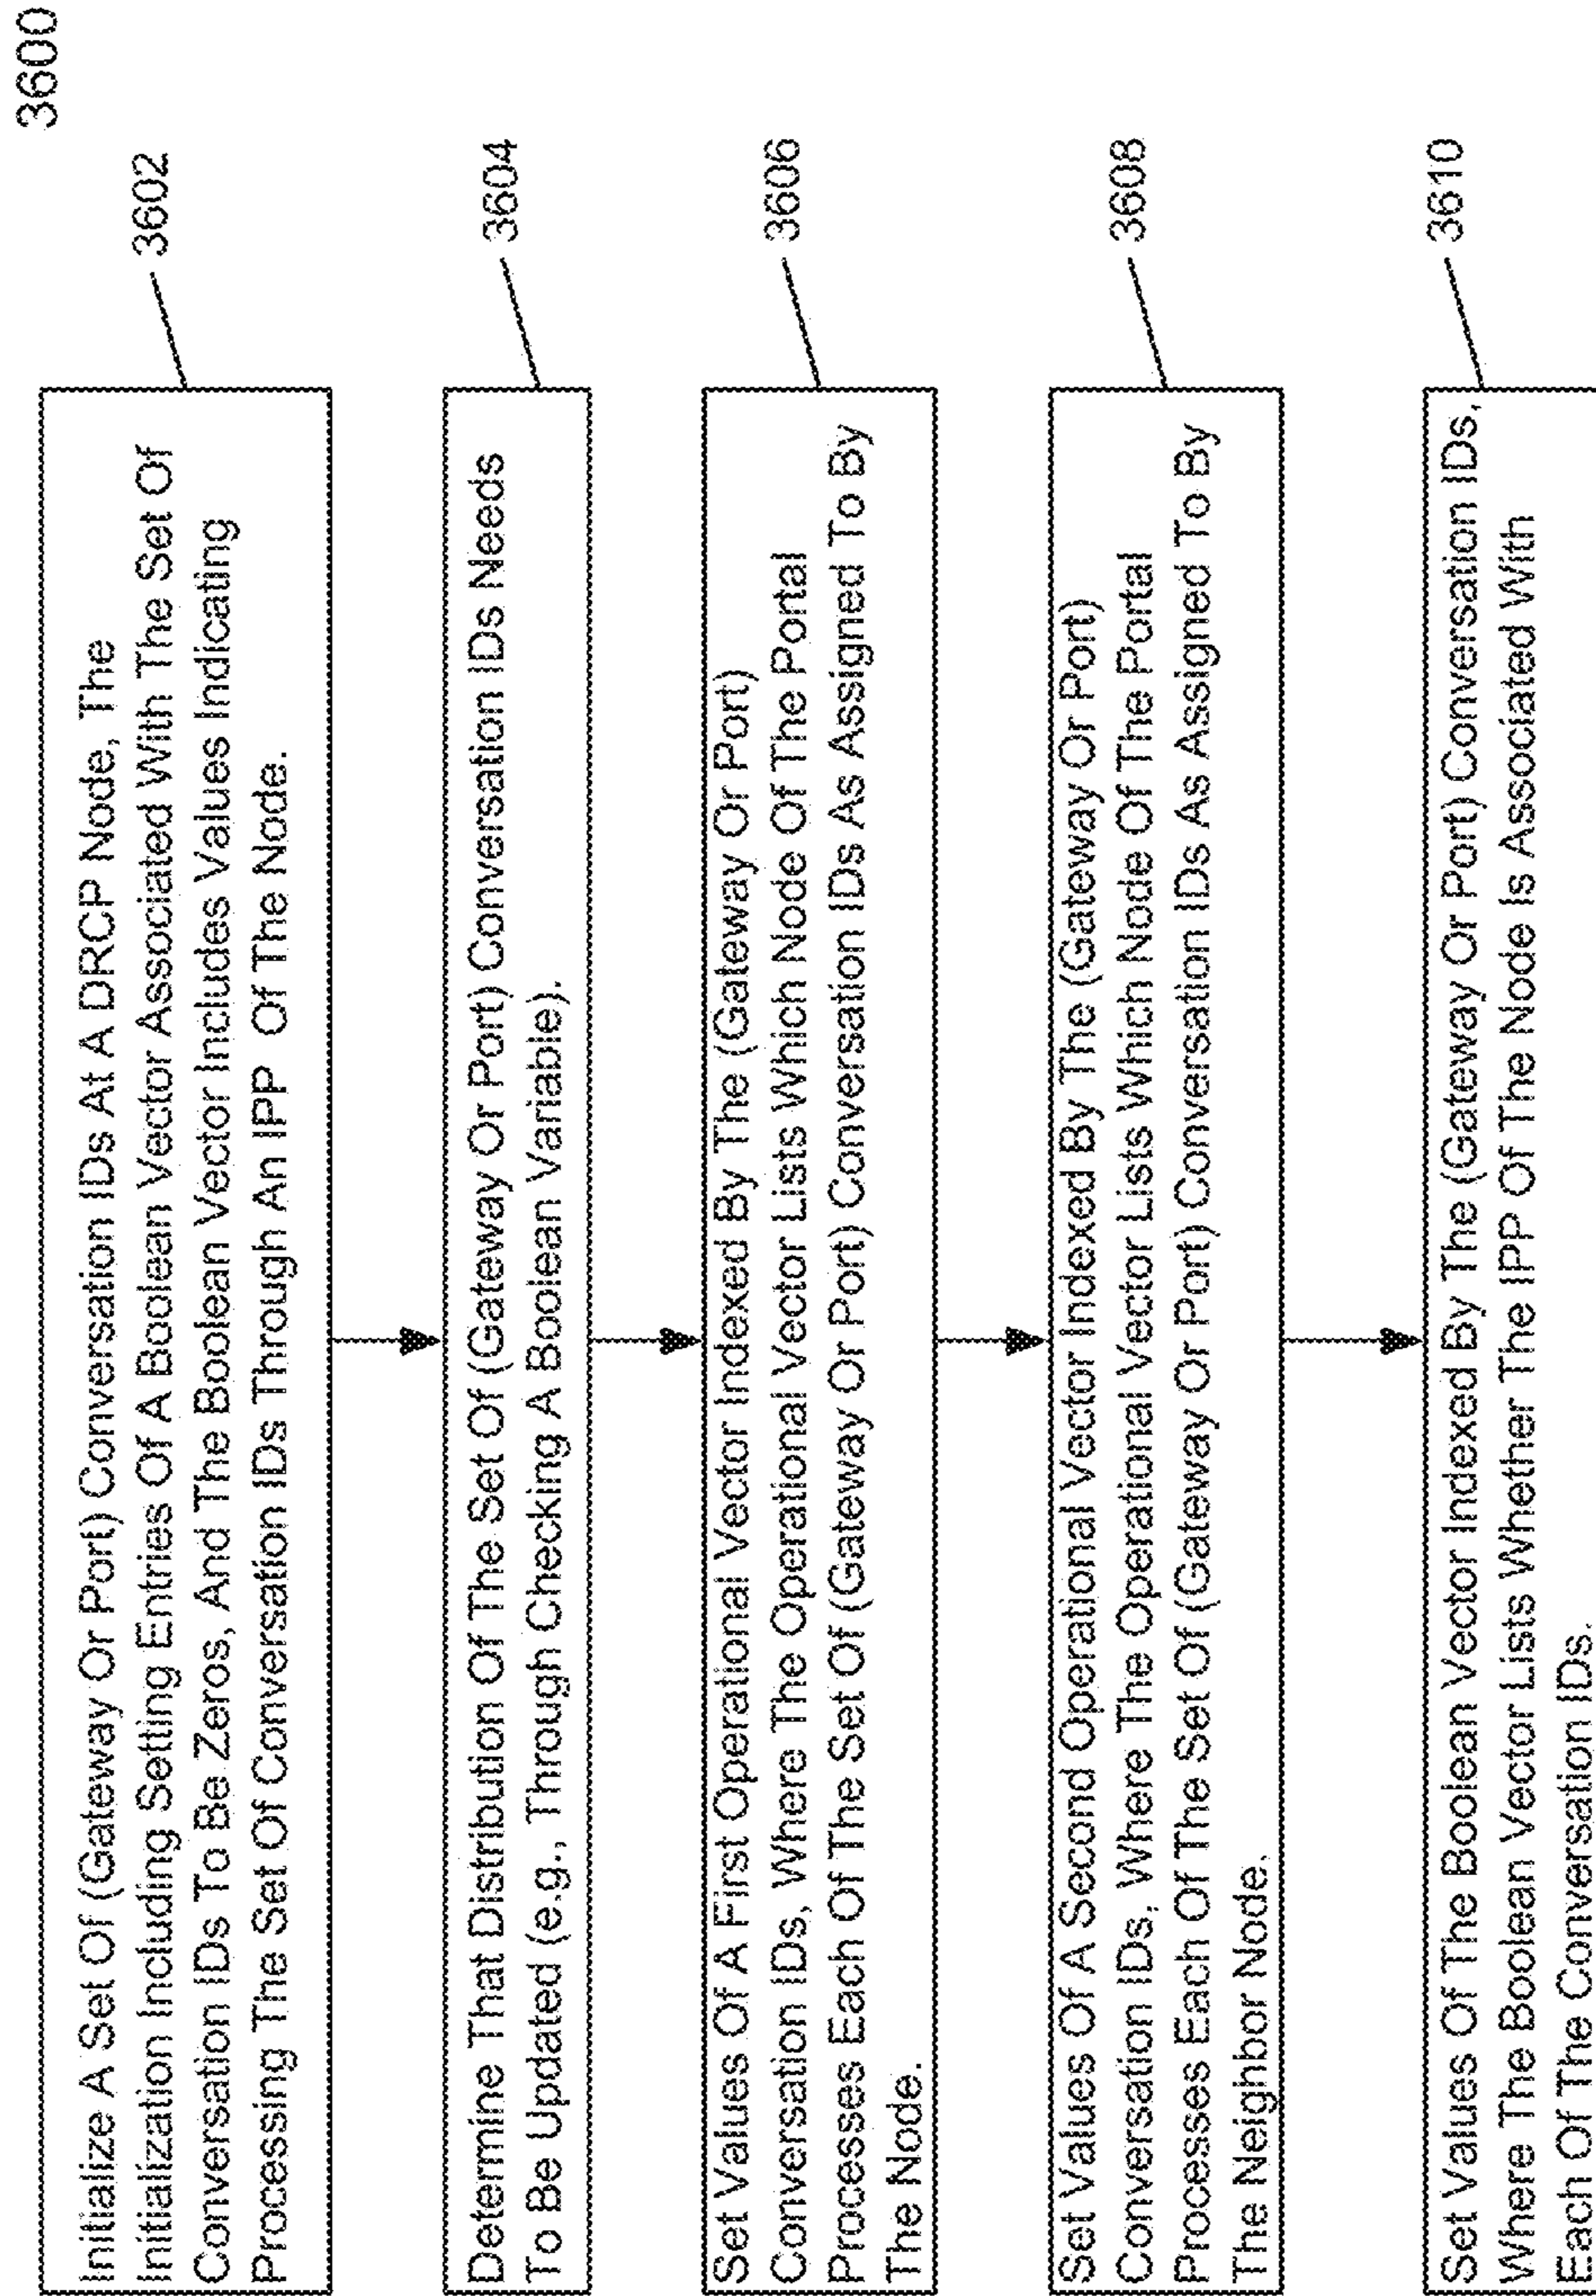 3600
Initialize A Set Of (Gateway Or Port) Conversation IDs At A DRCP Node, The
Initialization Including Setting Entries Of A Boolean Vector Associated With The Set Of
Conversation IDs To Be Zeros, And The Boolean Vector Includes Values Indicating
Processing The Set Of Conversation IDs Through An IPP Of The Node.
3602
Determine That Distribution Of The Set Of (Gateway Or Port) Conversation IDs Needs
To Be Updated (e.g., Through Checking A Boolean Variable).
3604
Set Values Of A First Operational Vector Indexed By The (Gateway Or Port)
Conversation IDs, Where The Operational Vector Lists Which Node Of The Portal
Processes Each Of The Set Of (Gateway Or Port) Conversation IDs As Assigned To By
The Node.
3606
Set Values Of A Second Operational Vector Indexed By The (Gateway Or Port)
Conversation IDs, Where The Operational Vector Lists Which Node Of The Portal
Processes Each Of The Set Of (Gateway Or Port) Conversation IDs As Assigned To By
The Neighbor Node.
3608
Set Values Of The Boolean Vector Indexed By The (Gateway Or Port) Conversation IDs,
Where The Boolean Vector Lists Whether The IPP Of The Node Is Associated With
Each Of The Conversation IDs.
3610